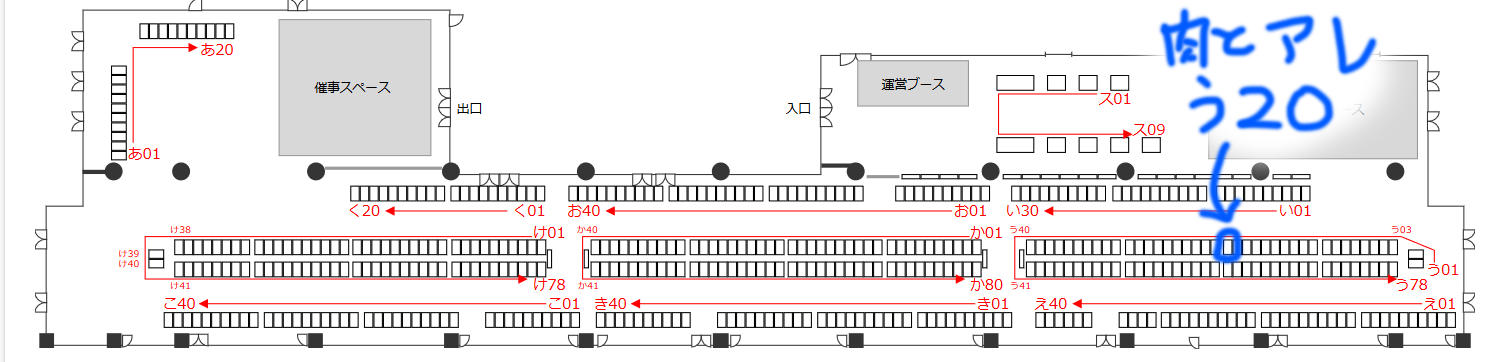 肉とアレ
う20
あ20
催事スペース
出口
入口
運営ブース
ス01
ス09
ース
あ01
く20
く01
お40
お01
い30
い01
け38
け01
か40
か01
う40
う03
け39
け40
う01
け41
け78
か41
か80
う41
う78
こ40
こ01
き40
き01
え40
え01